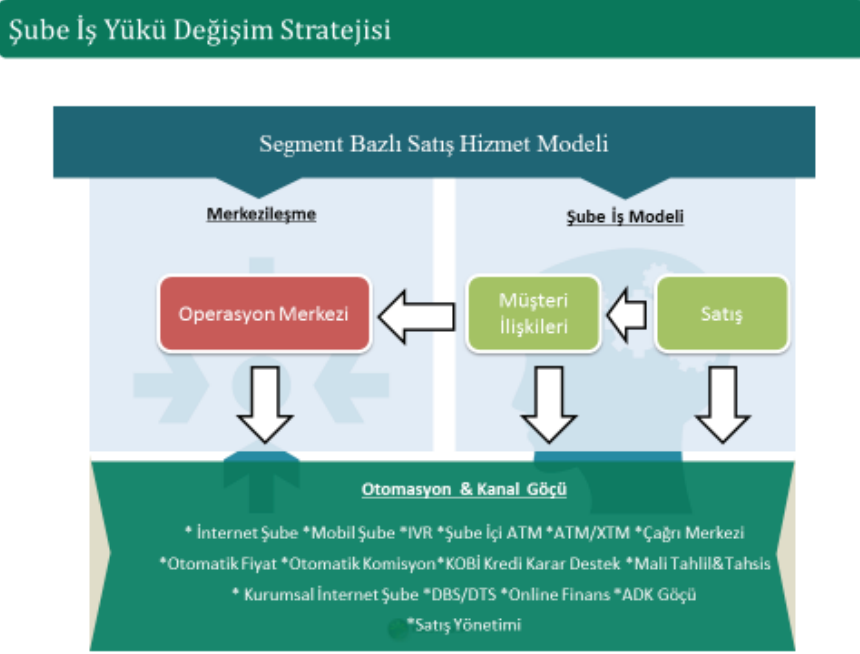 Şube İş Yükü Değişim Stratejisi
Segment Bazlı Satış Hizmet Modeli
Merkezileşme
Şube İş Modeli
Operasyon Merkezi
Müşteri
İlişkileri
Satış
Otomasyon & Kanal Göçü
* İnternet Şube *Mobil Şube *IVR *Şube İçi ATM *ATM/XTM *Çağrı Merkezi
*Otomatik Fiyat *Otomatik Komisyon*KOBİ Kredi Karar Destek *Mali Tahlil&Tahsis
* Kurumsal İnternet Şube *DBS/DTS *Online Finans *ADK Göçü
*Satış Yönetimi